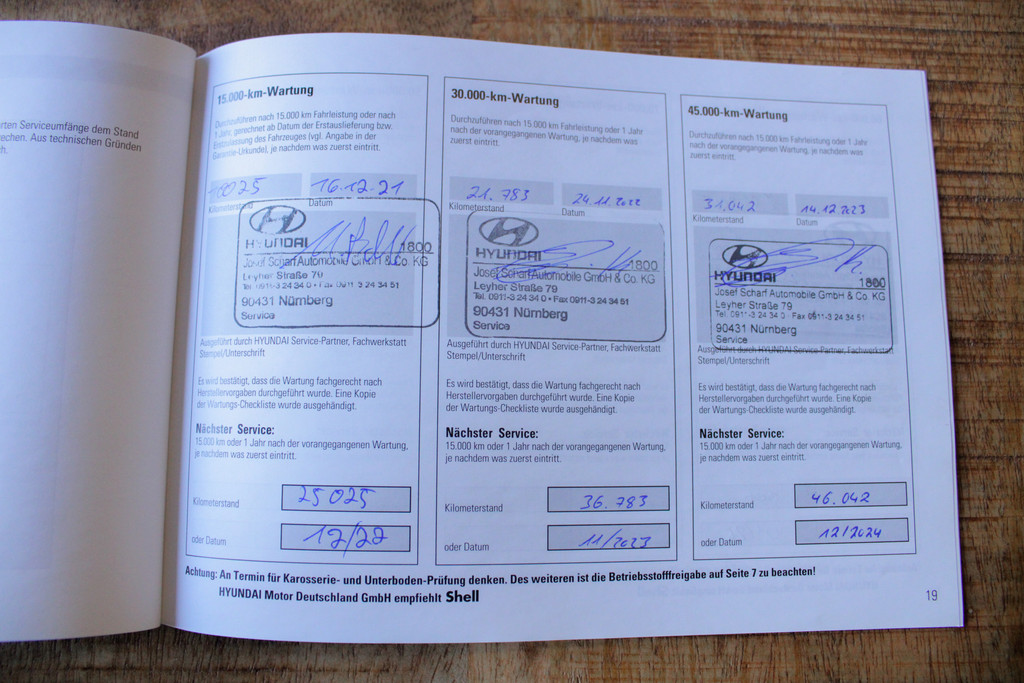 rten Serviceumfänge dem Stand
echen. Aus technischen Gründen
h.
15.000-km-Wartung
Durchzuführen nach 15.000 km Fahrleistung oder nach
1 Jahr, gerechnet ab Datum der Erstauslieferung bzw.
Erstzulassung des Fahrzeuges (vgl. Angabe in der
Garantie-Urkunde), je nachdem was zuerst eintritt.
16.12.21
Kilometerstand Datum
HYUNDAI 1800
Josef Scharf Automobile GmbH & Co. KG
Leyher Straße 79
Tel. 0911-3 24 34 0 • Fax 0911-3 24 34 51
90431 Nürnberg
Service
Ausgeführt durch HYUNDAI Service-Partner, Fachwerkstatt
Stempel/Unterschrift
Es wird bestätigt, dass die Wartung fachgerecht nach
Herstellervorgaben durchgeführt wurde. Eine Kopie
der Wartungs-Checkliste wurde ausgehändigt.
Nächster Service:
15.000 km oder 1 Jahr nach der vorangegangenen Wartung,
je nachdem was zuerst eintritt.
Kilometerstand 25025
oder Datum 12/22
30.000-km-Wartung
Durchzuführen nach 15.000 km Fahrleistung oder 1 Jahr
nach der vorangegangenen Wartung, je nachdem was
zuerst eintritt.
21.783 24.11.2022
Kilometerstand Datum
HYUNDAI 1800
Josef Scharf Automobile GmbH & Co. KG
Leyher Straße 79
Tel. 0911-3 24 34 0 • Fax 0911-3 24 34 51
90431 Nürnberg
Service
Ausgeführt durch HYUNDAI Service-Partner, Fachwerkstatt
Stempel/Unterschrift
Es wird bestätigt, dass die Wartung fachgerecht nach
Herstellervorgaben durchgeführt wurde. Eine Kopie
der Wartungs-Checkliste wurde ausgehändigt.
Nächster Service:
15.000 km oder 1 Jahr nach der vorangegangenen Wartung,
je nachdem was zuerst eintritt.
Kilometerstand 36.783
oder Datum 11/2023
45.000-km-Wartung
Durchzuführen nach 15.000 km Fahrleistung oder 1 Jahr
nach der vorangegangenen Wartung, je nachdem was
zuerst eintritt.
31.042 14.12.2023
Kilometerstand Datum
HYUNDAI 1800
Josef Scharf Automobile GmbH & Co. KG
Leyher Straße 79
Tel. 0911-3 24 34 0 Fax 0911-3 24 34 51
90431 Nürnberg
Service
Ausgeführt durch HYUNDAI Service-Partner, Fachwerkstatt
Stempel/Unterschrift
Es wird bestätigt, dass die Wartung fachgerecht nach
Herstellervorgaben durchgeführt wurde. Eine Kopie
der Wartungs-Checkliste wurde ausgehändigt.
Nächster Service:
15.000 km oder 1 Jahr nach der vorangegangenen Wartung,
je nachdem was zuerst eintritt.
Kilometerstand 46.042
oder Datum 12/2024
Achtung: An Termin für Karosserie- und Unterboden-Prüfung denken. Des weiteren ist die Betriebsstofffreigabe auf Seite 7 zu beachten!
HYUNDAI Motor Deutschland GmbH empfiehlt Shell
19